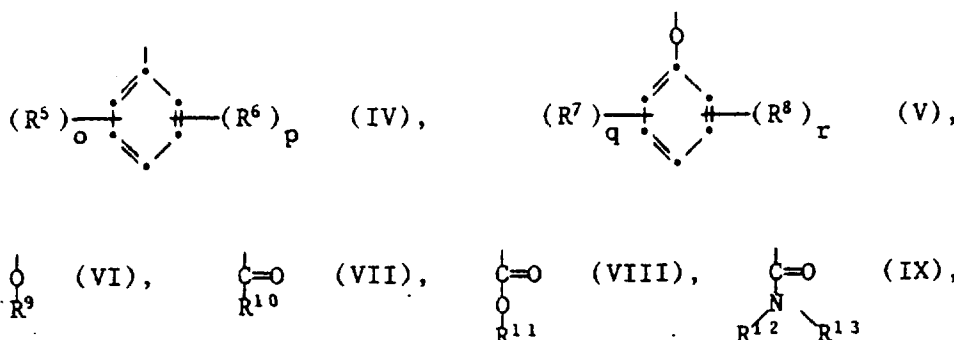 (R⁵)o (R⁶)p (IV), O (R⁷)q (R⁸)r (V),
O R⁹ (VI), C=O R¹⁰ (VII), C=O O R¹¹ (VIII), C=O N R¹² R¹³ (IX),